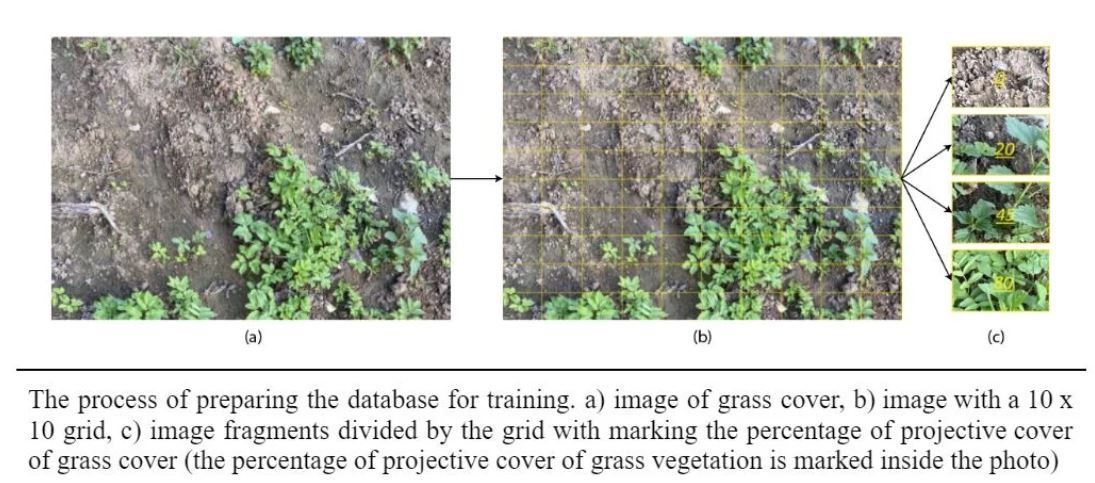 20
45
80
(a)
(b)
(c)
The process of preparing the database for training. a) image of grass cover, b) image with a 10 x
10 grid, c) image fragments divided by the grid with marking the percentage of projective cover
of grass cover (the percentage of projective cover of grass vegetation is marked inside the photo)